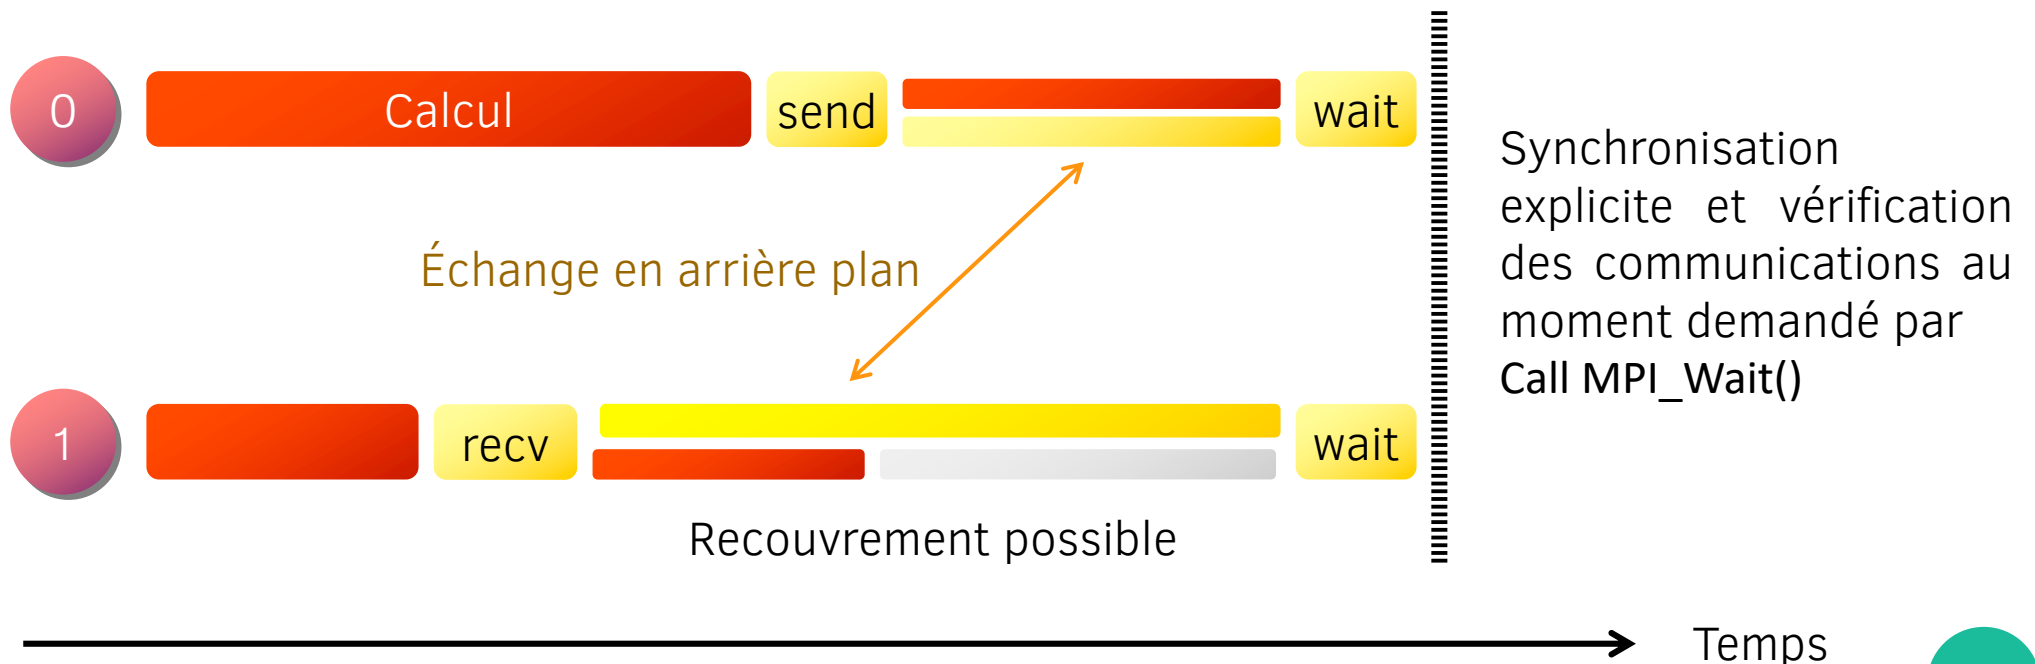 0
Calcul
send
wait
Échange en arrière plan
1
recv
wait
Recouvrement possible
Synchronisation
explicite et vérification
des communications au
moment demandé par
Call MPI_Wait()
Temps